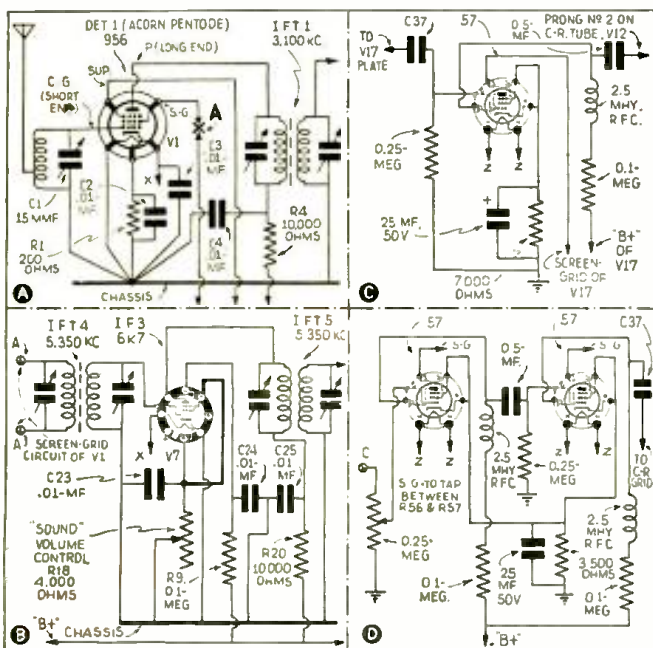 DET 1 (ACORN PENTODE)
956
P (LONG END)
I F T 1
3,100 KC
SUP.
C.G
(SHORT
END)
S-G
A
V1
C3
.01-
MF
C2
.01-
MF
X
C1
15 MMF
R1
200
OHMS
C4
.01-
MF
R4
10,000
OHMS
CHASSIS
A
C37
TO
V17
PLATE
57
0.5-
MF
PRONG Nº 2 ON
C-R. TUBE, V12
2.5
MHY.
R.F.C.
0.25-
MEG
Z
Z
0.1-
MEG
+
25 MF.
50V
7,000
OHMS
SCREEN-
GRID OF
V17
"B+"
OF
V17
C
I F T 4
5,350 KC
I F 3
6K7
I F T 5
5,350 KC
A
A
SCREEN-GRID
CIRCUIT OF V1
X
V7
C23
.01-MF
C24
.01-MF
C25
.01
MF
"SOUND"
VOLUME
CONTROL
R18
4,000
OHMS
R9
0.1-
MEG
R20
10,000
OHMS
"B+"
CHASSIS
B
57
S-G
57
S-G
C37
0.5-
MF
Z
Z
Z
Z
C
2.5
MHY
RFC
0.25-
MEG
TO
C-R
GRID
S G-TO TAP
BETWEEN
R56 & R57
0.25-
MEG
2.5
MHY
R F C
0.1-
MEG.
25
MF
50V
3,500
OHMS
0.1-
MEG
"B+"
D